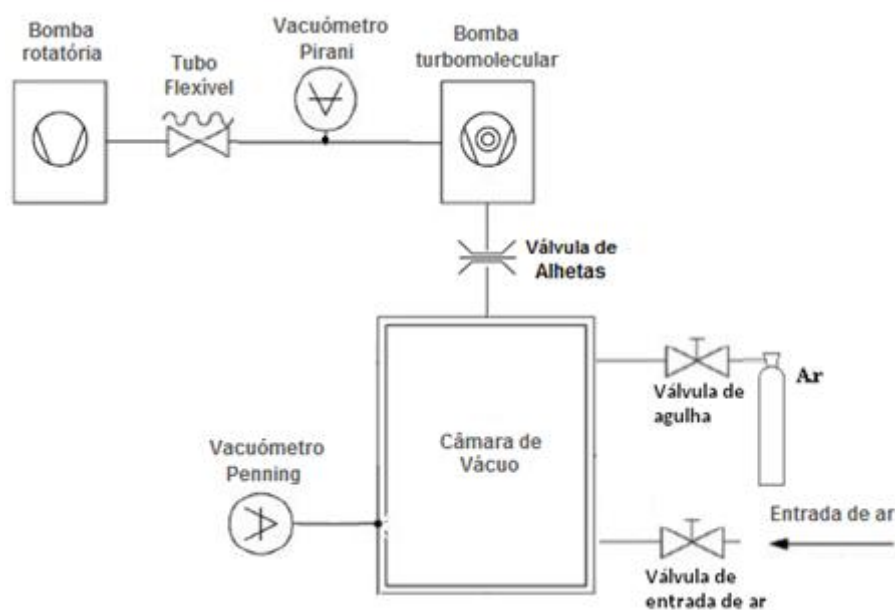 Bomba
rotatória
Tubo
Flexível
Vacuómetro
Pirani
Bomba
turbomolecular
Válvula de
Alhetas
Válvula de
agulha
Ar
Câmara de
Vácuo
Vacuómetro
Penning
Entrada de ar
Válvula de
entrada de ar